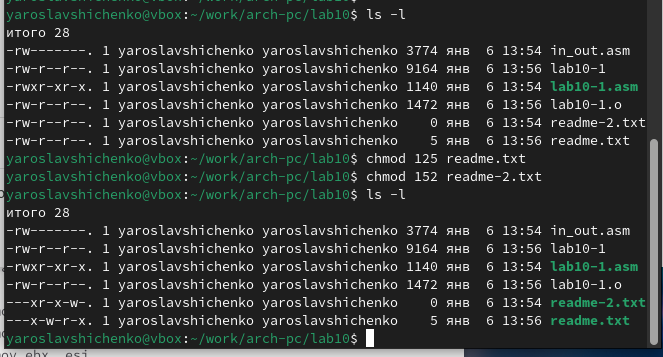 yaroslavshichenko@vbox:~/work/arch-pc/lab10$ ls -l
итого 28
-rw-------. 1 yaroslavshichenko yaroslavshichenko 3774 янв  6 13:54 in_out.asm
-rw-r--r--. 1 yaroslavshichenko yaroslavshichenko 9164 янв  6 13:56 lab10-1
-rwxr-xr-x. 1 yaroslavshichenko yaroslavshichenko 1140 янв  6 13:54 lab10-1.asm
-rw-r--r--. 1 yaroslavshichenko yaroslavshichenko 1472 янв  6 13:56 lab10-1.o
-rw-r--r--. 1 yaroslavshichenko yaroslavshichenko    0 янв  6 13:54 readme-2.txt
-rw-r--r--. 1 yaroslavshichenko yaroslavshichenko    5 янв  6 13:56 readme.txt
yaroslavshichenko@vbox:~/work/arch-pc/lab10$ chmod 125 readme.txt
yaroslavshichenko@vbox:~/work/arch-pc/lab10$ chmod 152 readme-2.txt
yaroslavshichenko@vbox:~/work/arch-pc/lab10$ ls -l
итого 28
-rw-------. 1 yaroslavshichenko yaroslavshichenko 3774 янв  6 13:54 in_out.asm
-rw-r--r--. 1 yaroslavshichenko yaroslavshichenko 9164 янв  6 13:56 lab10-1
-rwxr-xr-x. 1 yaroslavshichenko yaroslavshichenko 1140 янв  6 13:54 lab10-1.asm
-rw-r--r--. 1 yaroslavshichenko yaroslavshichenko 1472 янв  6 13:56 lab10-1.o
---xr-x-w-. 1 yaroslavshichenko yaroslavshichenko    0 янв  6 13:54 readme-2.txt
---x-w-r-x. 1 yaroslavshichenko yaroslavshichenko    5 янв  6 13:56 readme.txt
yaroslavshichenko@vbox:~/work/arch-pc/lab10$